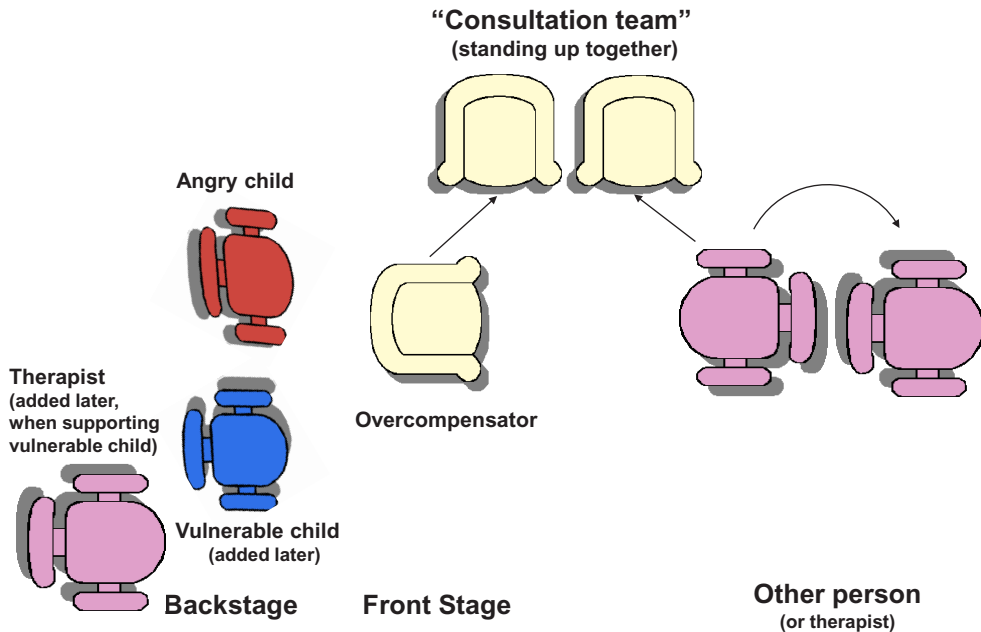 “Consultation team”
(standing up together)
Angry child
Therapist
(added later,
when supporting
vulnerable child)
Overcompensator
Vulnerable child
(added later)
Backstage
Front Stage
Other person
(or therapist)